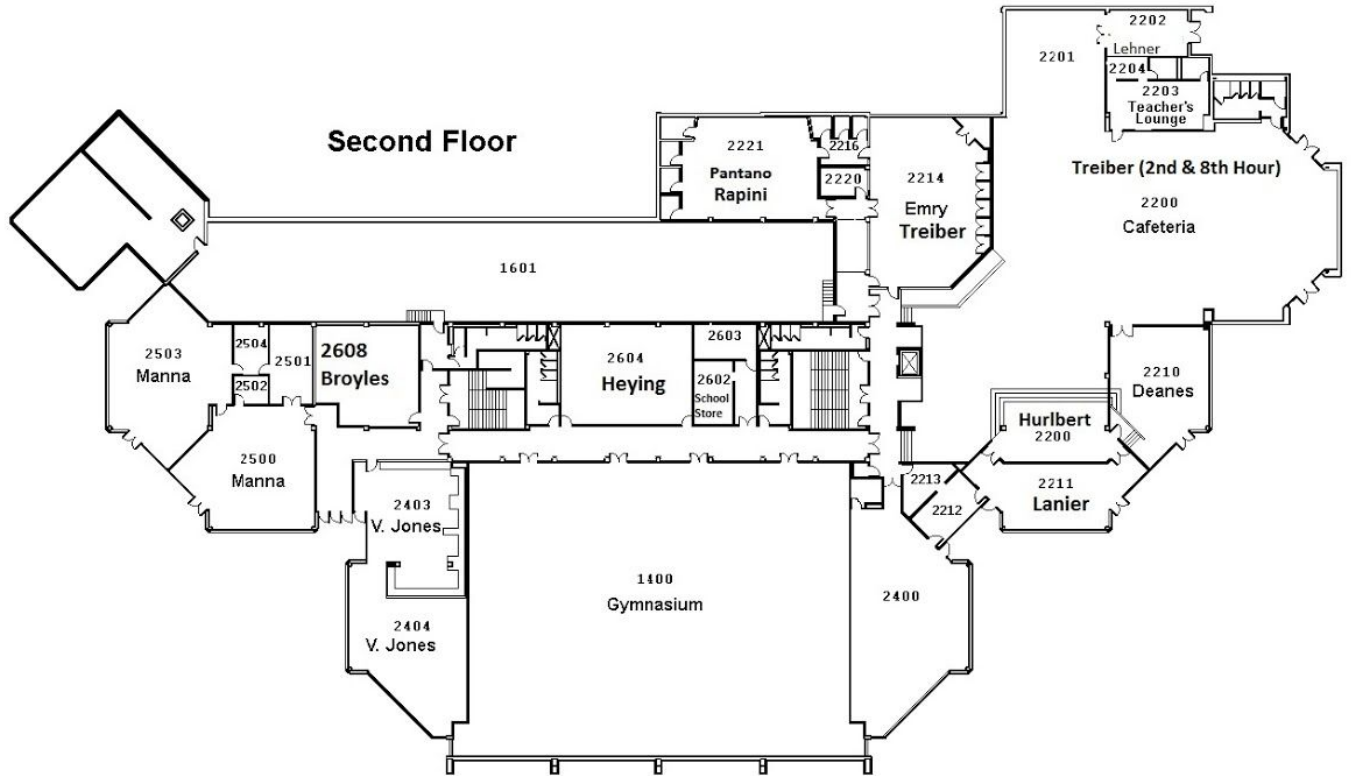 Second Floor
2202
Lehner
2201
2204
2203
Teacher's
Lounge
2221
Pantano
Rapini
2216
2220
2214
Emry
Treiber
Treiber (2nd & 8th Hour)
2200
Cafeteria
1601
2503
Manna
2504
2502
2501
2608
Broyles
2604
Heying
2603
2602
School
Store
2210
Deanes
Hurlbert
2200
2500
Manna
2403
V. Jones
2213
2212
2211
Lanier
1400
Gymnasium
2400
2404
V. Jones